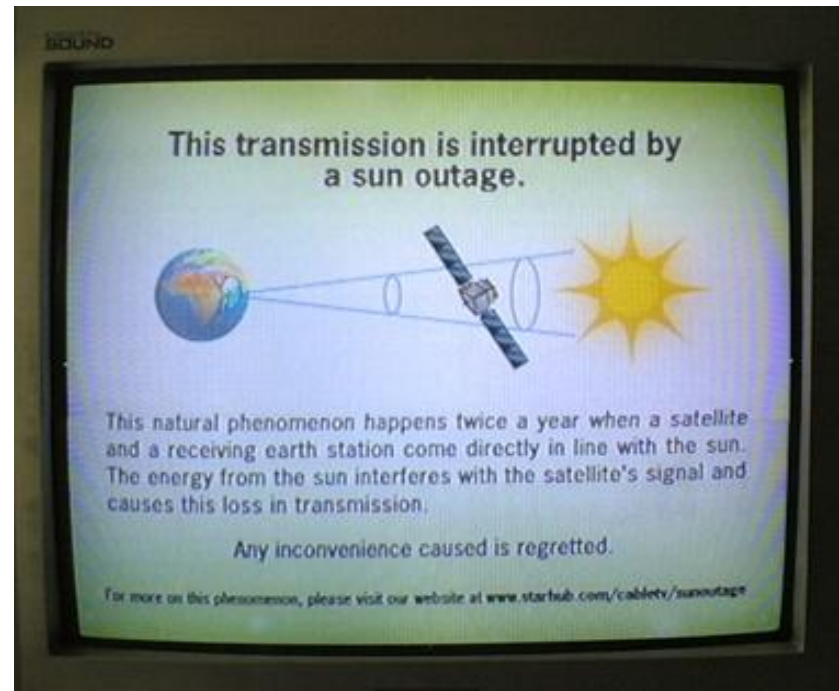 SOUND
This transmission is interrupted by
a sun outage.
This natural phenomenon happens twice a year when a satellite
and a receiving earth station come directly in line with the sun.
The energy from the sun interferes with the satellite's signal and
causes this loss in transmission.
Any inconvenience caused is regretted.
For more on this phenomenon, please visit our website at www.starhub.com/cabletv/sunoutage